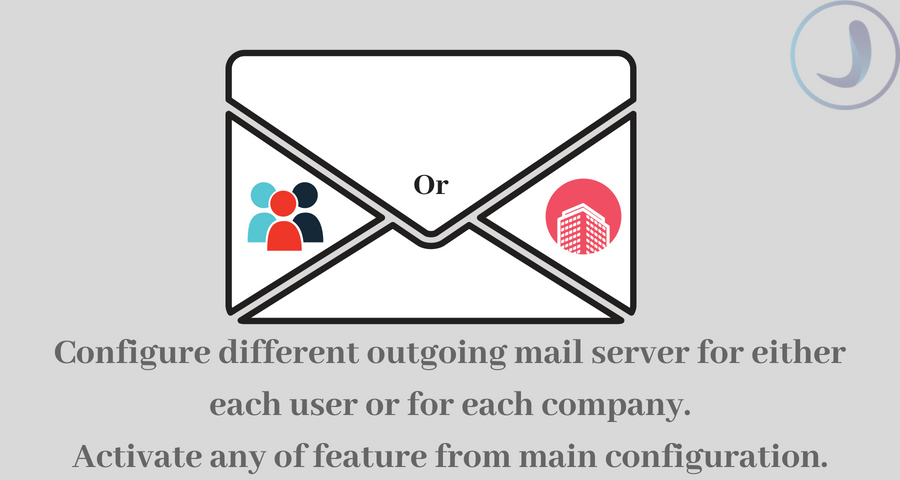 Or
Configure different outgoing mail server for either
each user or for each company.
Activate any of feature from main configuration.